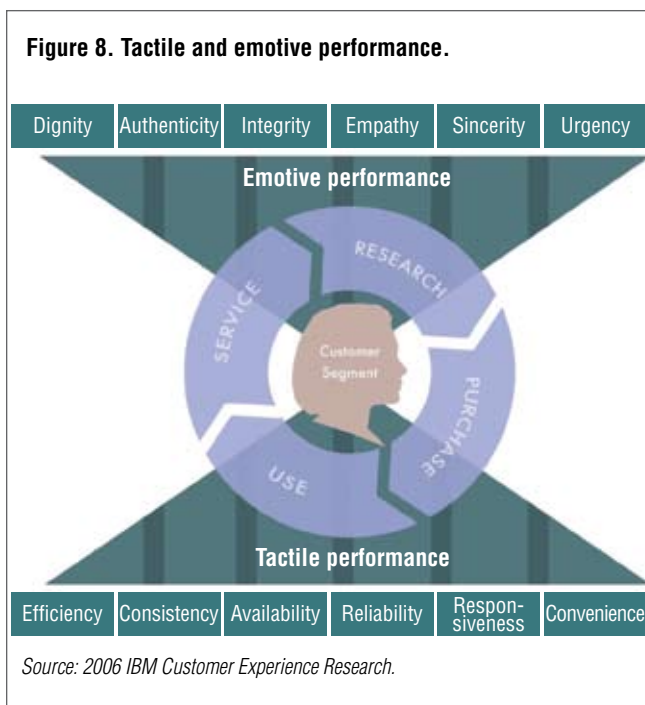 Figure 8. Tactile and emotive performance.
Dignity Authenticity Integrity Empathy Sincerity Urgency
Emotive performance
RESEARCH
SERVICE
Customer
Segment
PURCHASE
USE
Tactile performance
Efficiency Consistency Availability Reliability Respon-
siveness Convenience
Source: 2006 IBM Customer Experience Research.